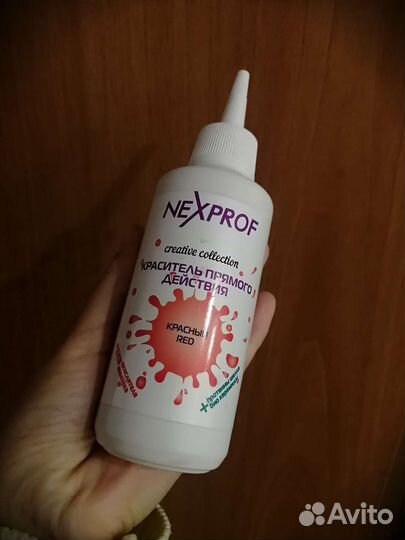 NEXPROF
creative collection
КРАСИТЕЛЬ ПРЯМОГО
ДЕЙСТВИЯ
КРАСНЫЙ
RED
Avito